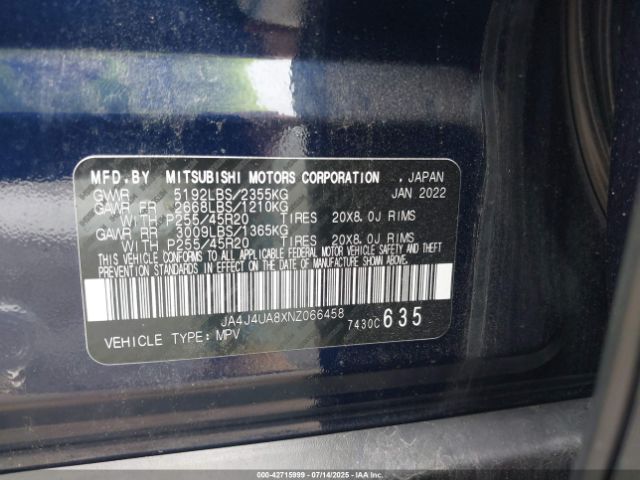 MFD.BY MITSUBISHI MOTORS CORPORATION , JAPAN
GVWR 5192LBS/2355KG JAN 2022
GAWR FR 2668LBS/1210KG
WITH P255/45R20 TIRES 20X8.0J RIMS
GAWR RR 3009LBS/1365KG
WITH P255/45R20 TIRES 20X8.0J RIMS
THIS VEHICLE CONFORMS TO ALL APPLICABLE FEDERAL MOTOR VEHICLE SAFETY AND THEFT
PREVENTION STANDARDS IN EFFECT ON THE DATE OF MANUFACTURE SHOWN ABOVE.
JA4J4UA8XNZ066458
7430C 635
VEHICLE TYPE: MPV
000-42715999 | 07/14/2025 | IAAI.COM